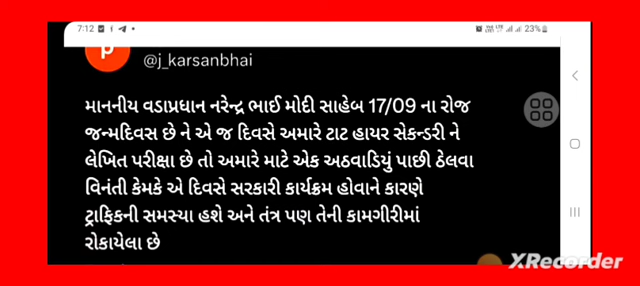 7:12
23%
@j_karsanbhai
માનનીય વડાપ્રધાન નરેન્દ્ર ભાઈ મોદી સાહેબ 17/09 ના રોજ
જન્મદિવસ છે ને એ જ દિવસે અમારે ટાટ હાયર સેકન્ડરી ને
લેખિત પરીક્ષા છે તો અમારે માટે એક અઠવાડિયું પાછી ઠેલવા
વિનંતી કેમકે એ દિવસે સરકારી કાર્યક્રમ હોવાને કારણે
ટ્રાફિકની સમસ્યા હશે અને તંત્ર પણ તેની કામગીરીમાં
રોકાયેલા છે
XRecorder